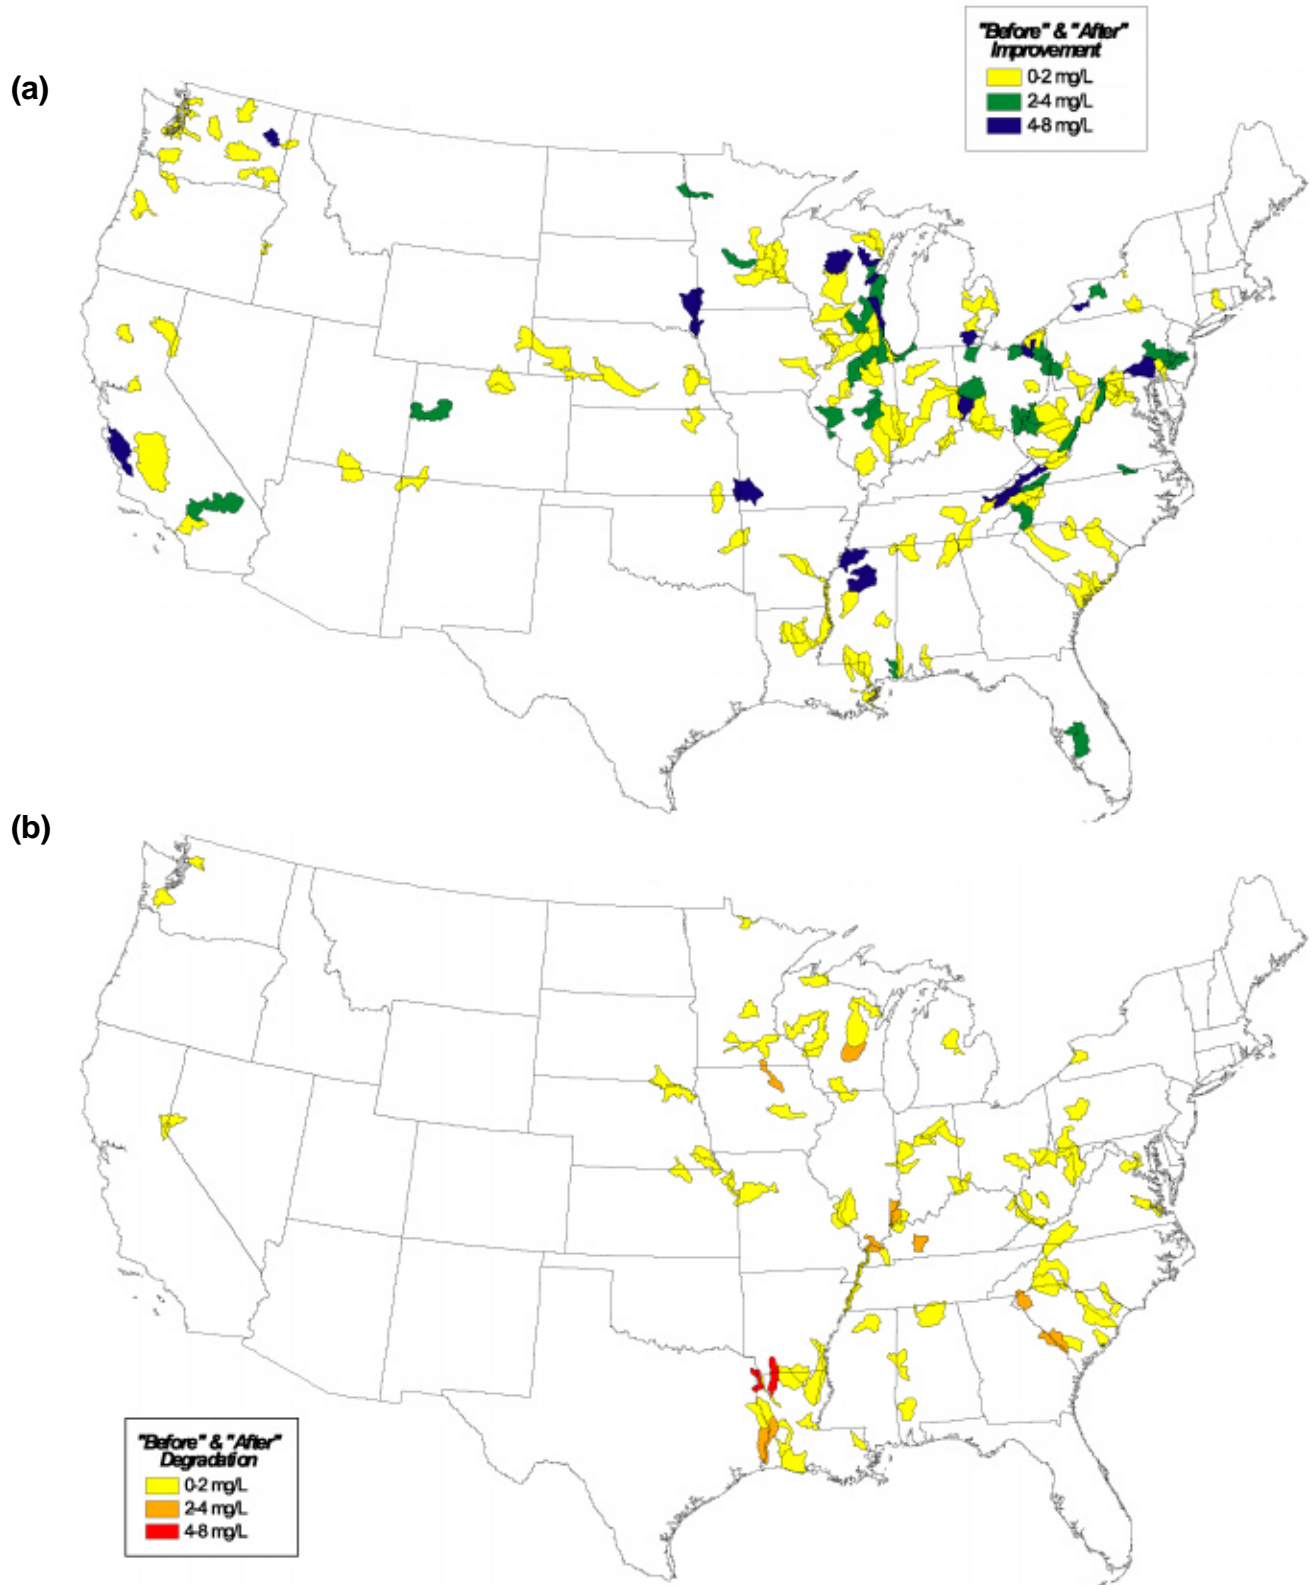 (a)
"Before" & "After"
Improvement
0-2 mg/L
2-4 mg/L
4-8 mg/L
(b)
"Before" & "After"
Degradation
0-2 mg/L
2-4 mg/L
4-8 mg/L